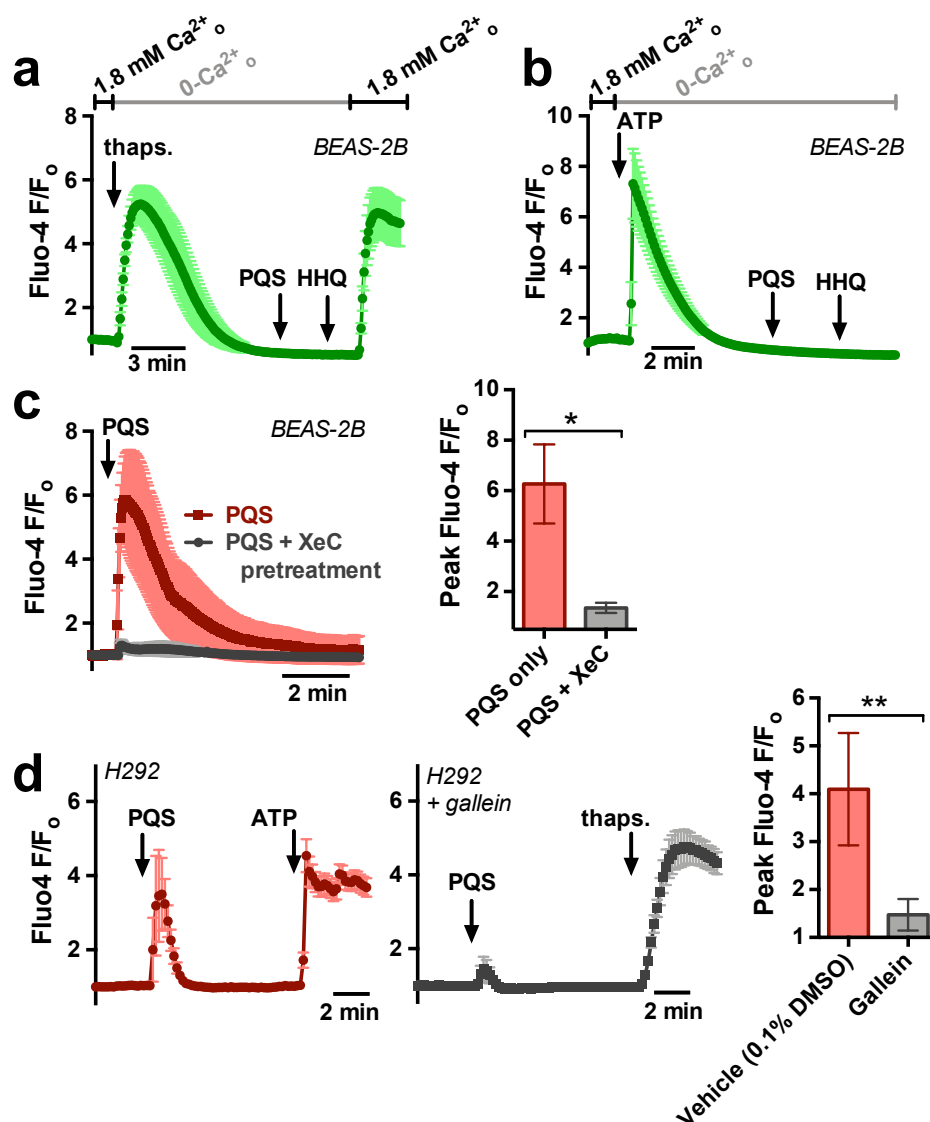 a
1.8 mM Ca²⁺ₒ
0-Ca²⁺ₒ
1.8 mM Ca²⁺ₒ
8
6
4
2
Fluo-4 F/Fₒ
thaps.
BEAS-2B
PQS
HHQ
3 min
b
1.8 mM Ca²⁺ₒ
0-Ca²⁺ₒ
10
8
6
4
2
Fluo-4 F/Fₒ
ATP
BEAS-2B
PQS
HHQ
2 min
c
8
6
4
2
Fluo-4 F/Fₒ
PQS
BEAS-2B
PQS
PQS + XeC
pretreatment
2 min
10
8
6
4
2
Peak Fluo-4 F/Fₒ
*
PQS only
PQS + XeC
d
H292
6
4
2
Fluo4 F/Fₒ
PQS
ATP
2 min
H292
+ gallein
6
4
2
PQS
thaps.
2 min
6
5
4
3
2
1
Peak Fluo-4 F/Fₒ
**
Vehicle (0.1% DMSO)
Gallein